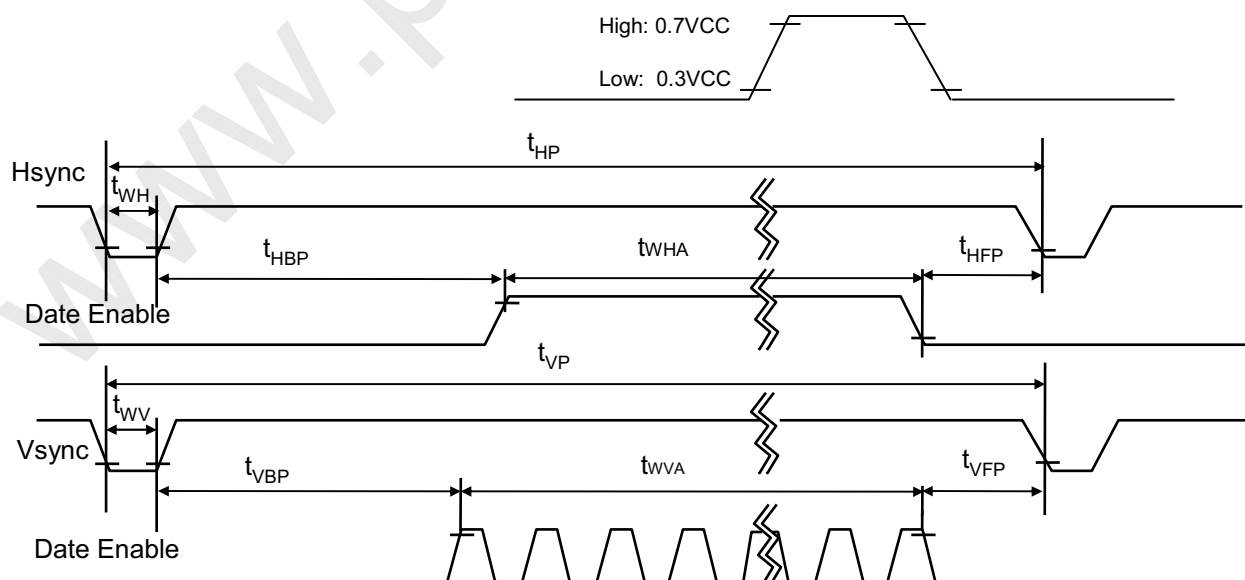 High: 0.7VCC
Low: 0.3VCC
tHP
Hsync
tWH
tHBP
tWHA
tHFP
Date Enable
tVP
tWV
Vsync
tVBP
tWVA
tVFP
Date Enable
www.p